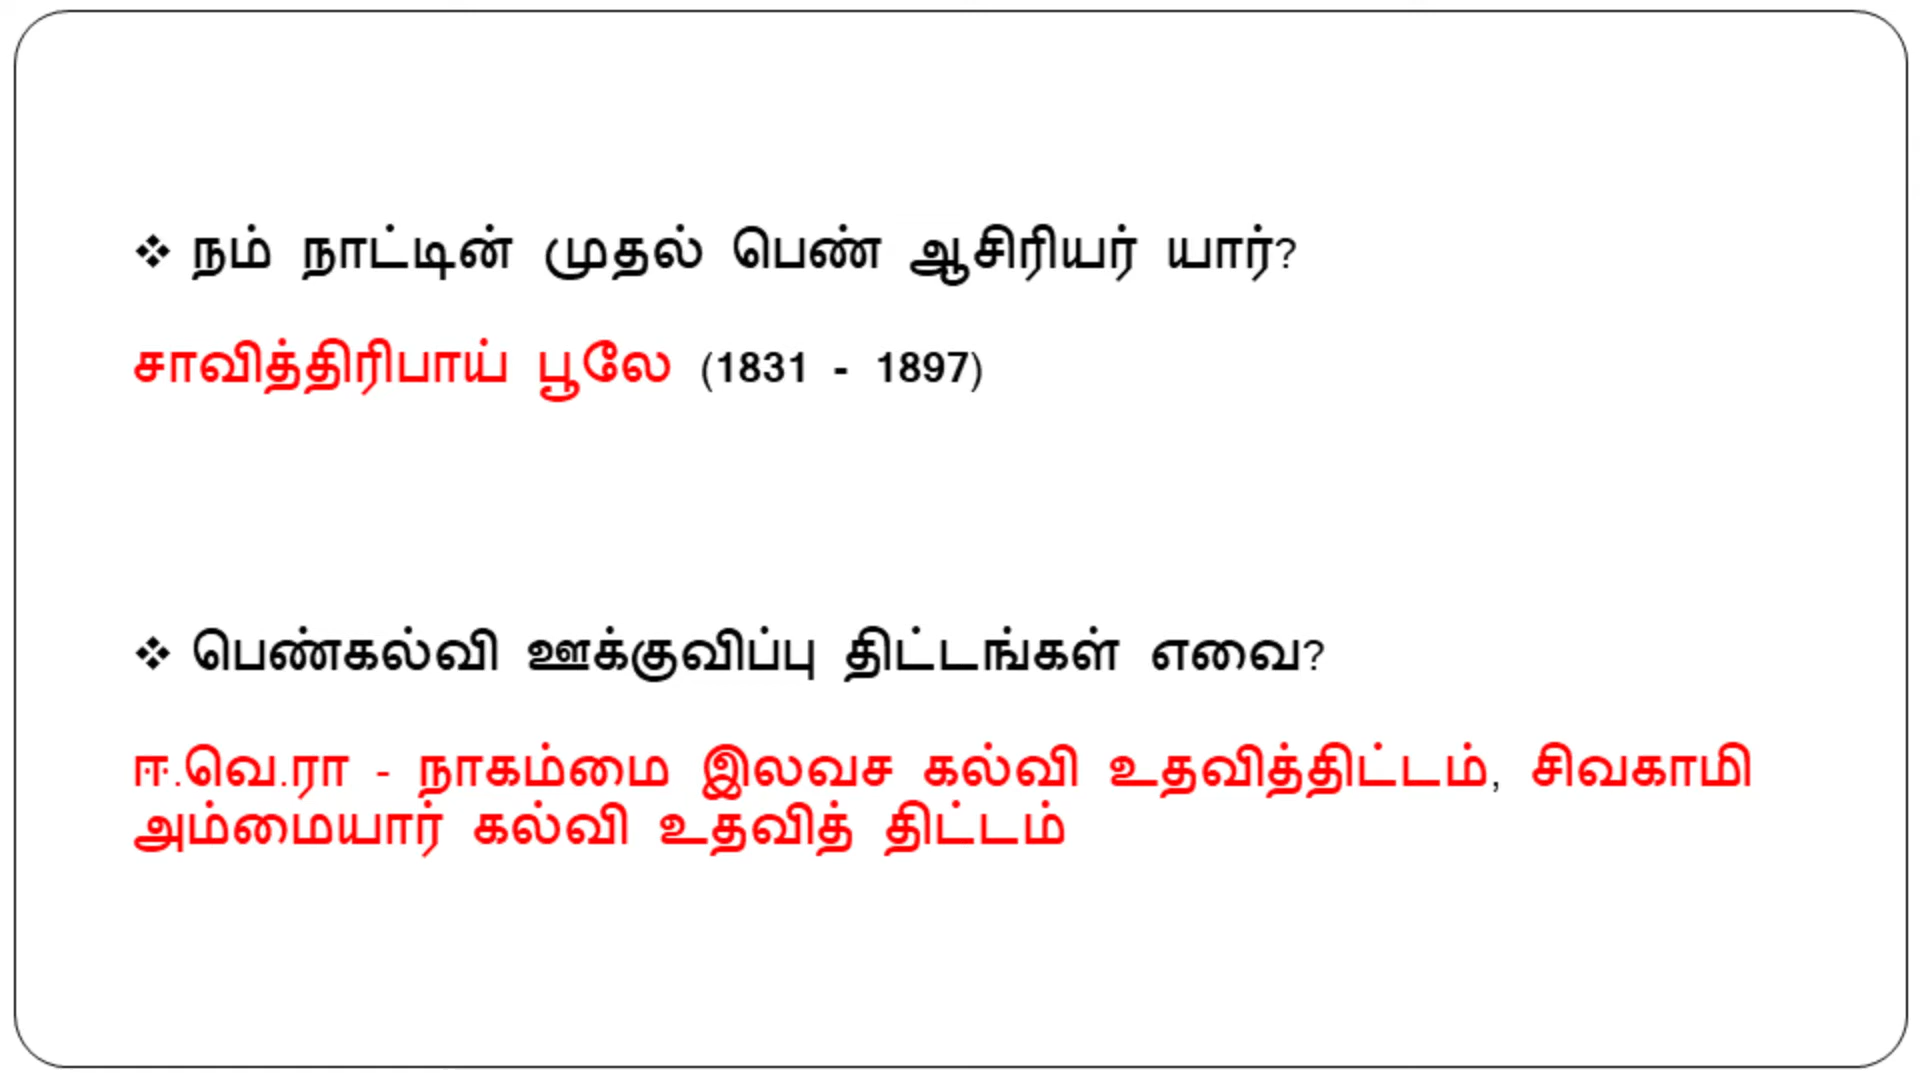 ❖ நம் நாட்டின் முதல் பெண் ஆசிரியர் யார்?
சாவித்திரிபாய் பூலே (1831 - 1897)
❖ பெண்கல்வி ஊக்குவிப்பு திட்டங்கள் எவை?
ஈ.வெ.ரா - நாகம்மை இலவச கல்வி உதவித்திட்டம், சிவகாமி
அம்மையார் கல்வி உதவித் திட்டம்